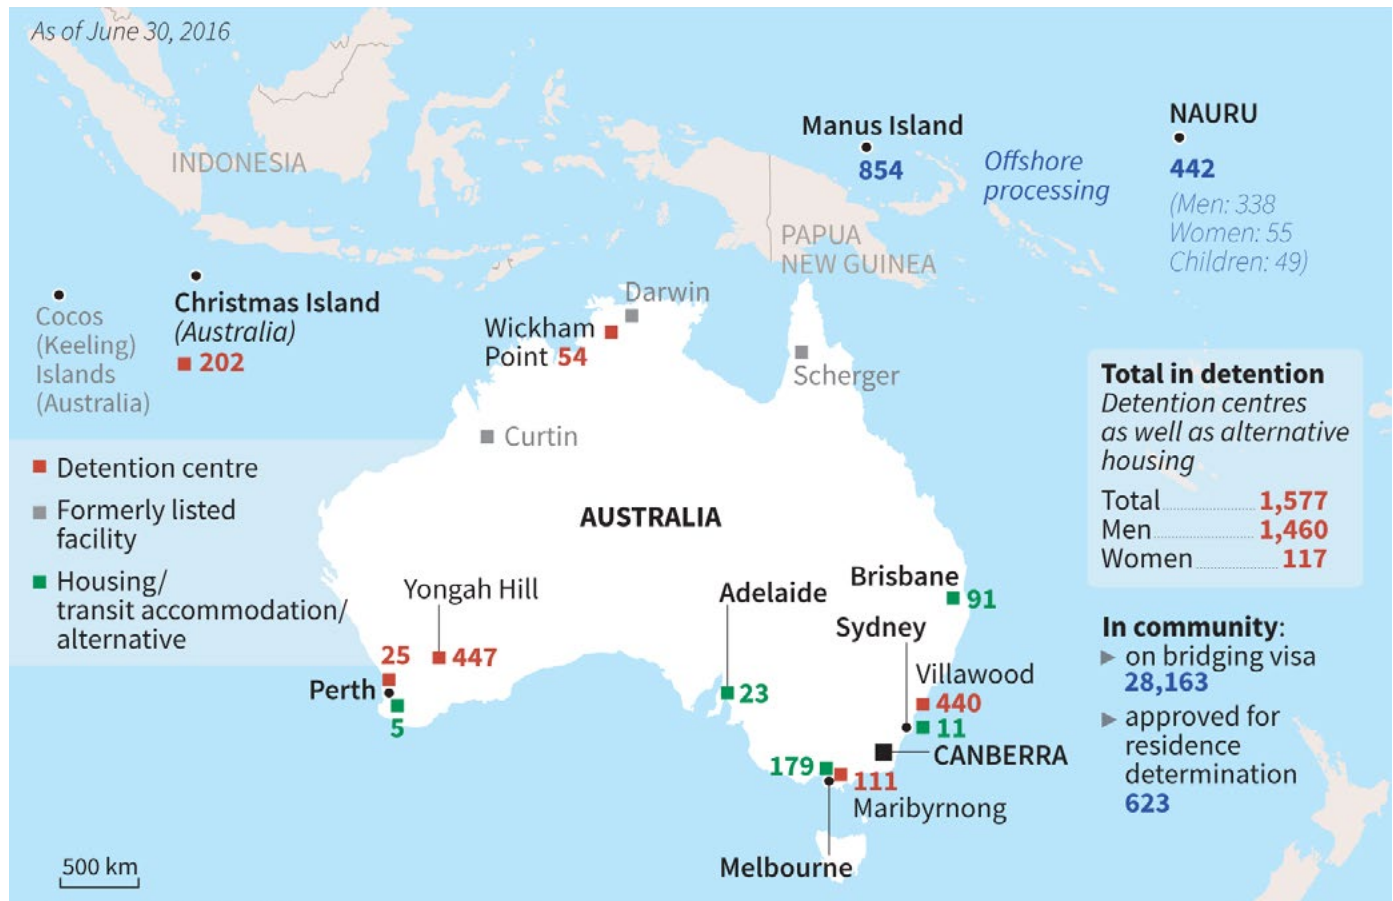 As of June 30, 2016
INDONESIA
Manus Island
854
Offshore
processing
NAURU
442
(Men: 338
Women: 55
Children: 49)
PAPUA
NEW GUINEA
Cocos
(Keeling)
Islands
(Australia)
Christmas Island
(Australia)
202
Darwin
Wickham
Point 54
Scherger
Curtin
Detention centre
Formerly listed
facility
Housing/
transit accommodation/
alternative
AUSTRALIA
Total in detention
Detention centres
as well as alternative
housing
Total 1,577
Men 1,460
Women 117
In community:
on bridging visa
28,163
approved for
residence
determination
623
Yongah Hill
447
25
Perth
5
Adelaide
23
Brisbane
91
Sydney
Villawood
440
11
CANBERRA
179
111
Maribyrnong
Melbourne
500 km